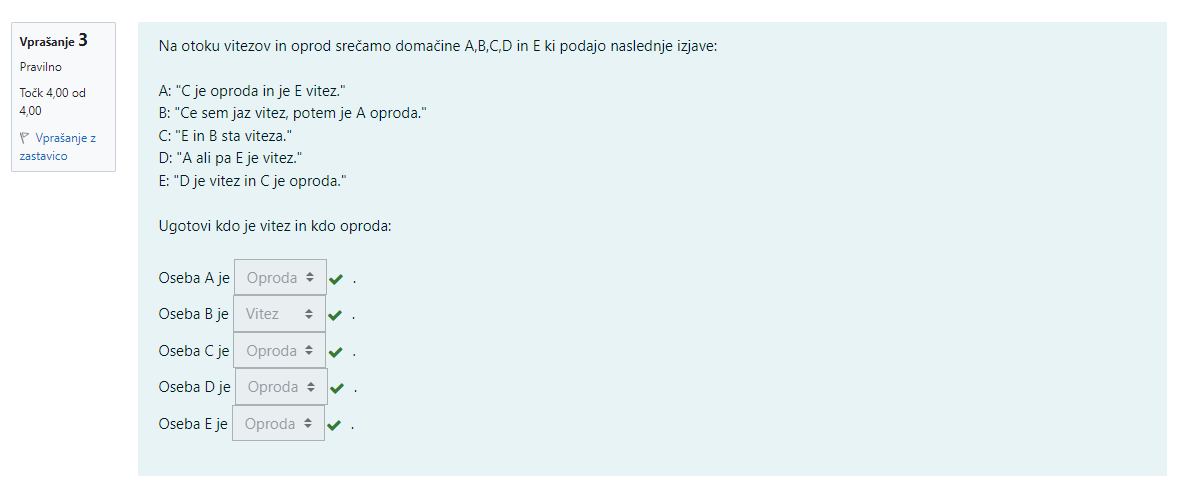 Vprašanje 3
Pravilno
Točk 4,00 od
4,00
Vprašanje z
zastavico
Na otoku vitezov in oprod srečamo domačine A,B,C,D in E ki podajo naslednje izjave:
A: "C je oproda in je E vitez."
B: "Ce sem jaz vitez, potem je A oproda."
C: "E in B sta viteza."
D: "A ali pa E je vitez."
E: "D je vitez in C je oproda."
Ugotovi kdo je vitez in kdo oproda:
Oseba A je Oproda .
Oseba B je Vitez .
Oseba C je Oproda .
Oseba D je Oproda .
Oseba E je Oproda .